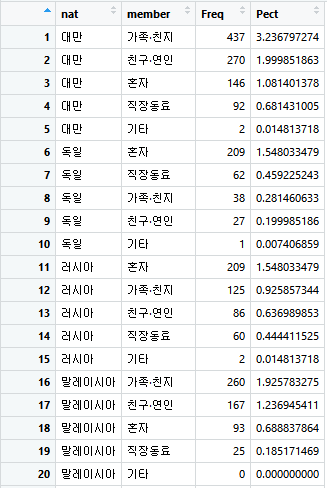 nat member Freq Pect
1 대만 가족·친지 437 3.236797274
2 대만 친구·연인 270 1.999851863
3 대만 혼자 146 1.081401378
4 대만 직장동료 92 0.681431005
5 대만 기타 2 0.014813718
6 독일 혼자 209 1.548033479
7 독일 직장동료 62 0.459225243
8 독일 가족·친지 38 0.281460633
9 독일 친구·연인 27 0.199985186
10 독일 기타 1 0.007406859
11 러시아 혼자 209 1.548033479
12 러시아 가족·친지 125 0.925857344
13 러시아 친구·연인 86 0.636989853
14 러시아 직장동료 60 0.444411525
15 러시아 기타 2 0.014813718
16 말레이시아 가족·친지 260 1.925783275
17 말레이시아 친구·연인 167 1.236945411
18 말레이시아 혼자 93 0.688837864
19 말레이시아 직장동료 25 0.185171469
20 말레이시아 기타 0 0.000000000